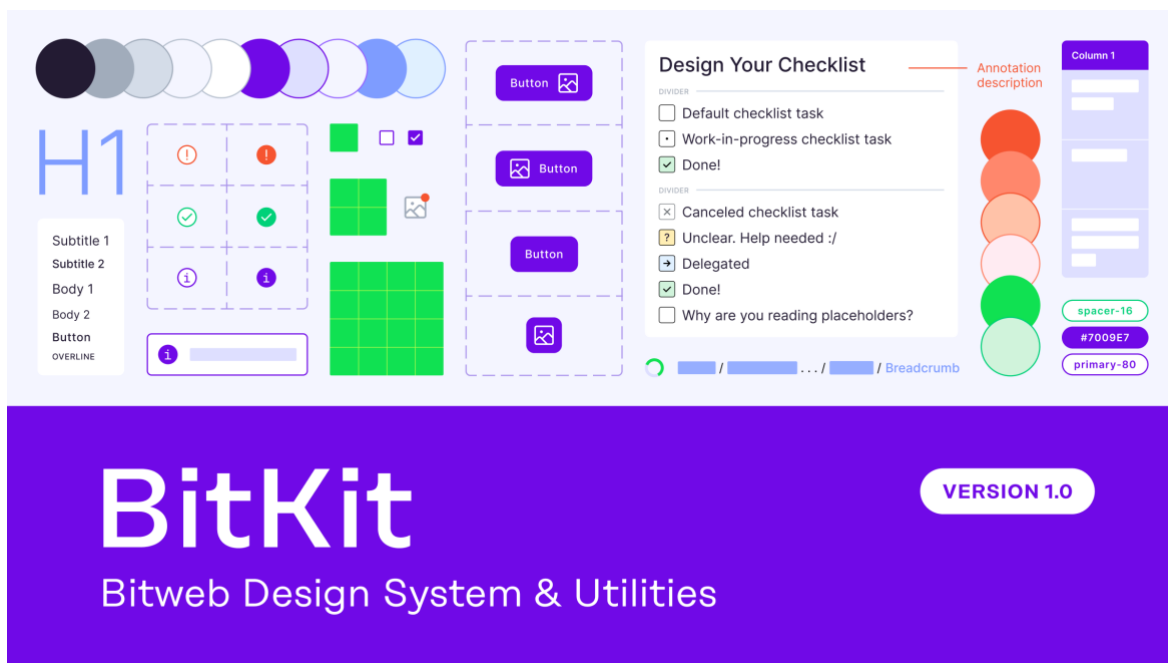 H1
Subtitle 1
Subtitle 2
Body 1
Body 2
Button
OVERLINE
! !
i i
i
Button
Button
Button
Design Your Checklist
DIVIDER
Default checklist task
Work-in-progress checklist task
Done!
DIVIDER
Canceled checklist task
? Unclear. Help needed :/
Delegated
Done!
Why are you reading placeholders?
/ ... / / Breadcrumb
Annotation
description
Column 1
spacer-16
#7009E7
primary-80
BitKit
Bitweb Design System & Utilities
VERSION 1.0